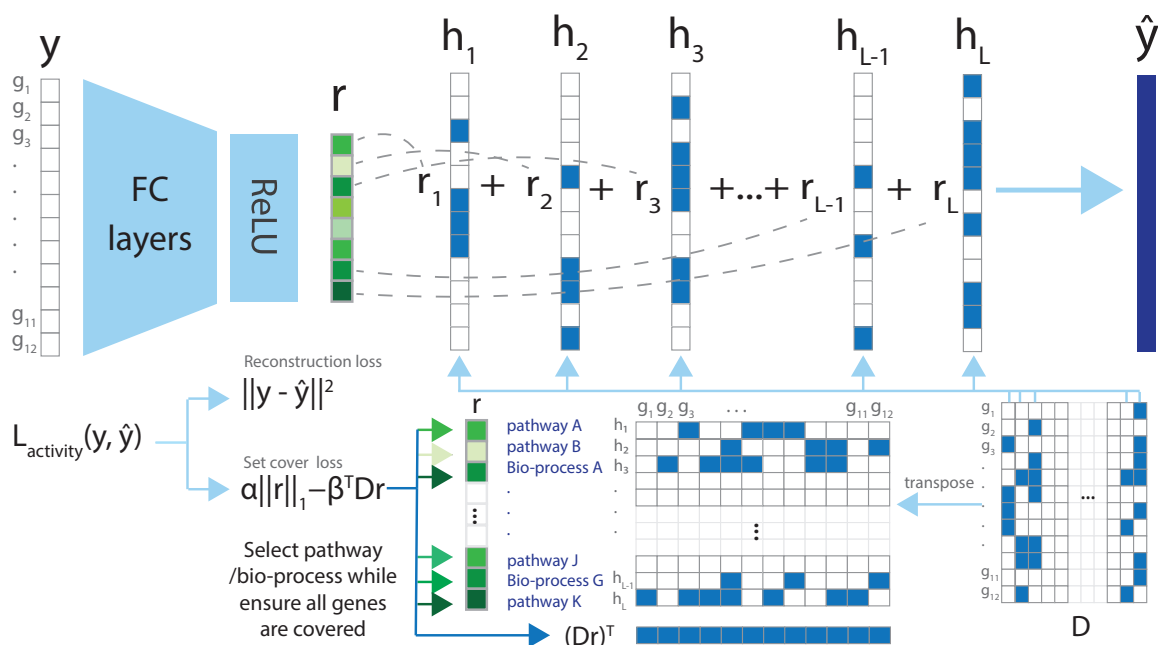 y
r
h1
h2
h3
hL-1
hL
ŷ
g1
g2
g3
.
.
.
.
.
g11
g12
FC
layers
ReLU
r1 + r2 + r3 +...+ rL-1 + rL
Lactivity(y, ŷ)
Reconstruction loss
||y - ŷ||²
Set cover loss
α||r||1–βᵀDr
Select pathway
/bio-process while
ensure all genes
are covered
r
pathway A
pathway B
Bio-process A
.
.
.
pathway J
Bio-process G
pathway K
g1 g2 g3 ... g11 g12
h1
h2
h3
.
.
.
hL-1
hL
(Dr)ᵀ
transpose
g1
g2
g3
.
.
.
.
.
g11
g12
...
D